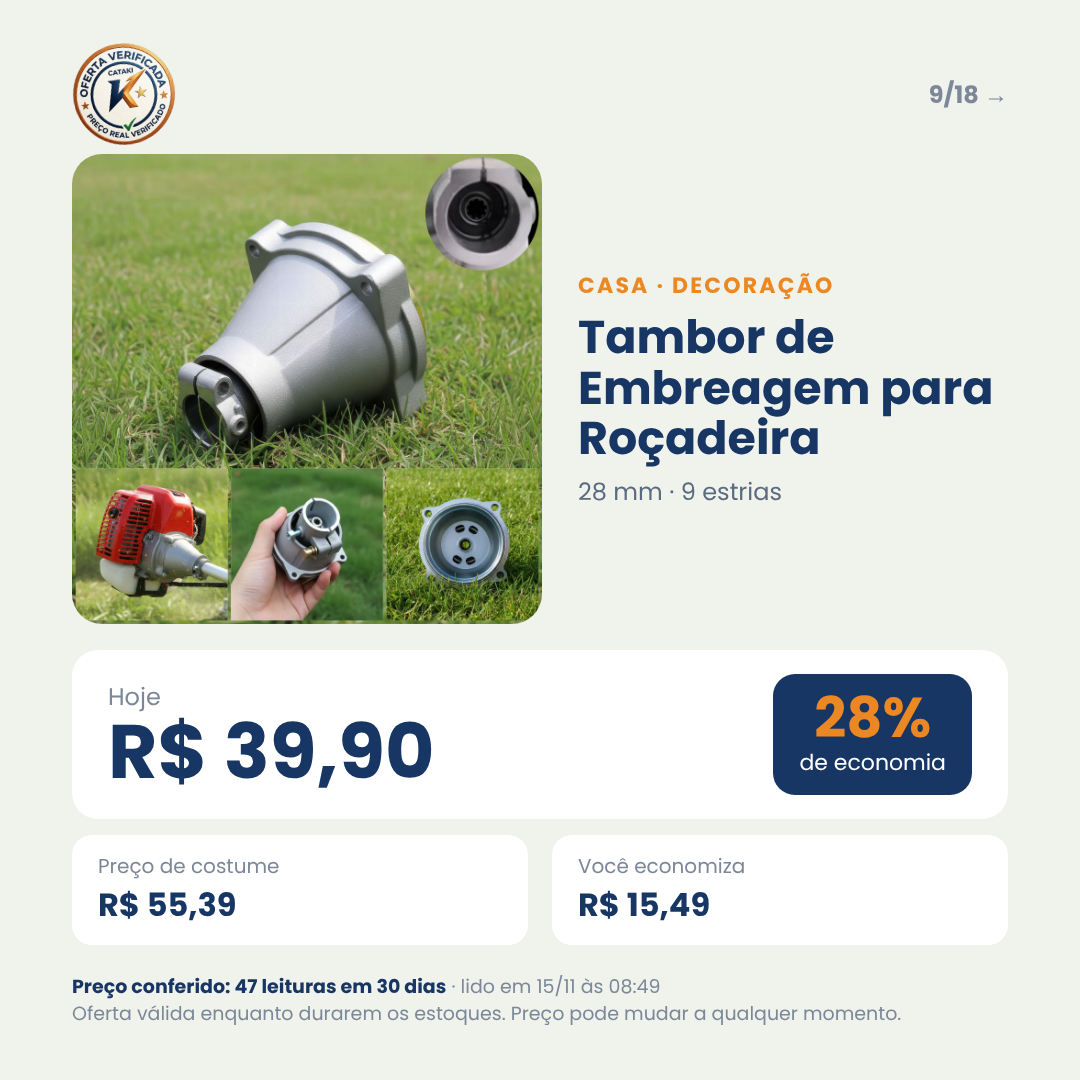 OFERTA VERIFICADA
CATAKI
K
PREÇO REAL VERIFICADO
9/18 →
CASA · DECORAÇÃO
Tambor de
Embreagem para
Roçadeira
28 mm · 9 estrias
Hoje
R$ 39,90
28%
de economia
Preço de costume
R$ 55,39
Você economiza
R$ 15,49
Preço conferido: 47 leituras em 30 dias · lido em 15/11 às 08:49
Oferta válida enquanto durarem os estoques. Preço pode mudar a qualquer momento.